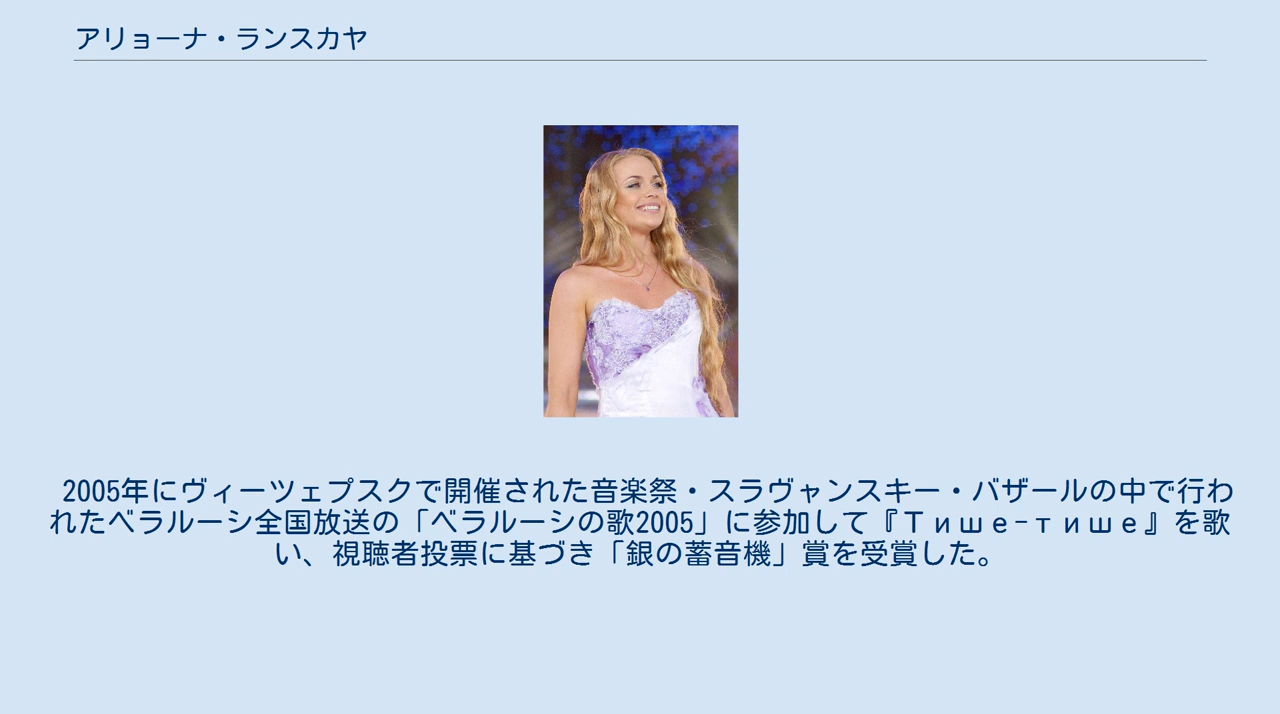 アリョーナ・ランスカヤ
2005年にヴィーツェプスクで開催された音楽祭・スラヴャンスキー・バザールの中で行わ
れたベラルーシ全国放送の「ベラルーシの歌2005」に参加して『Тише-тише』を歌
い、視聴者投票に基づき「銀の蓄音機」賞を受賞した。